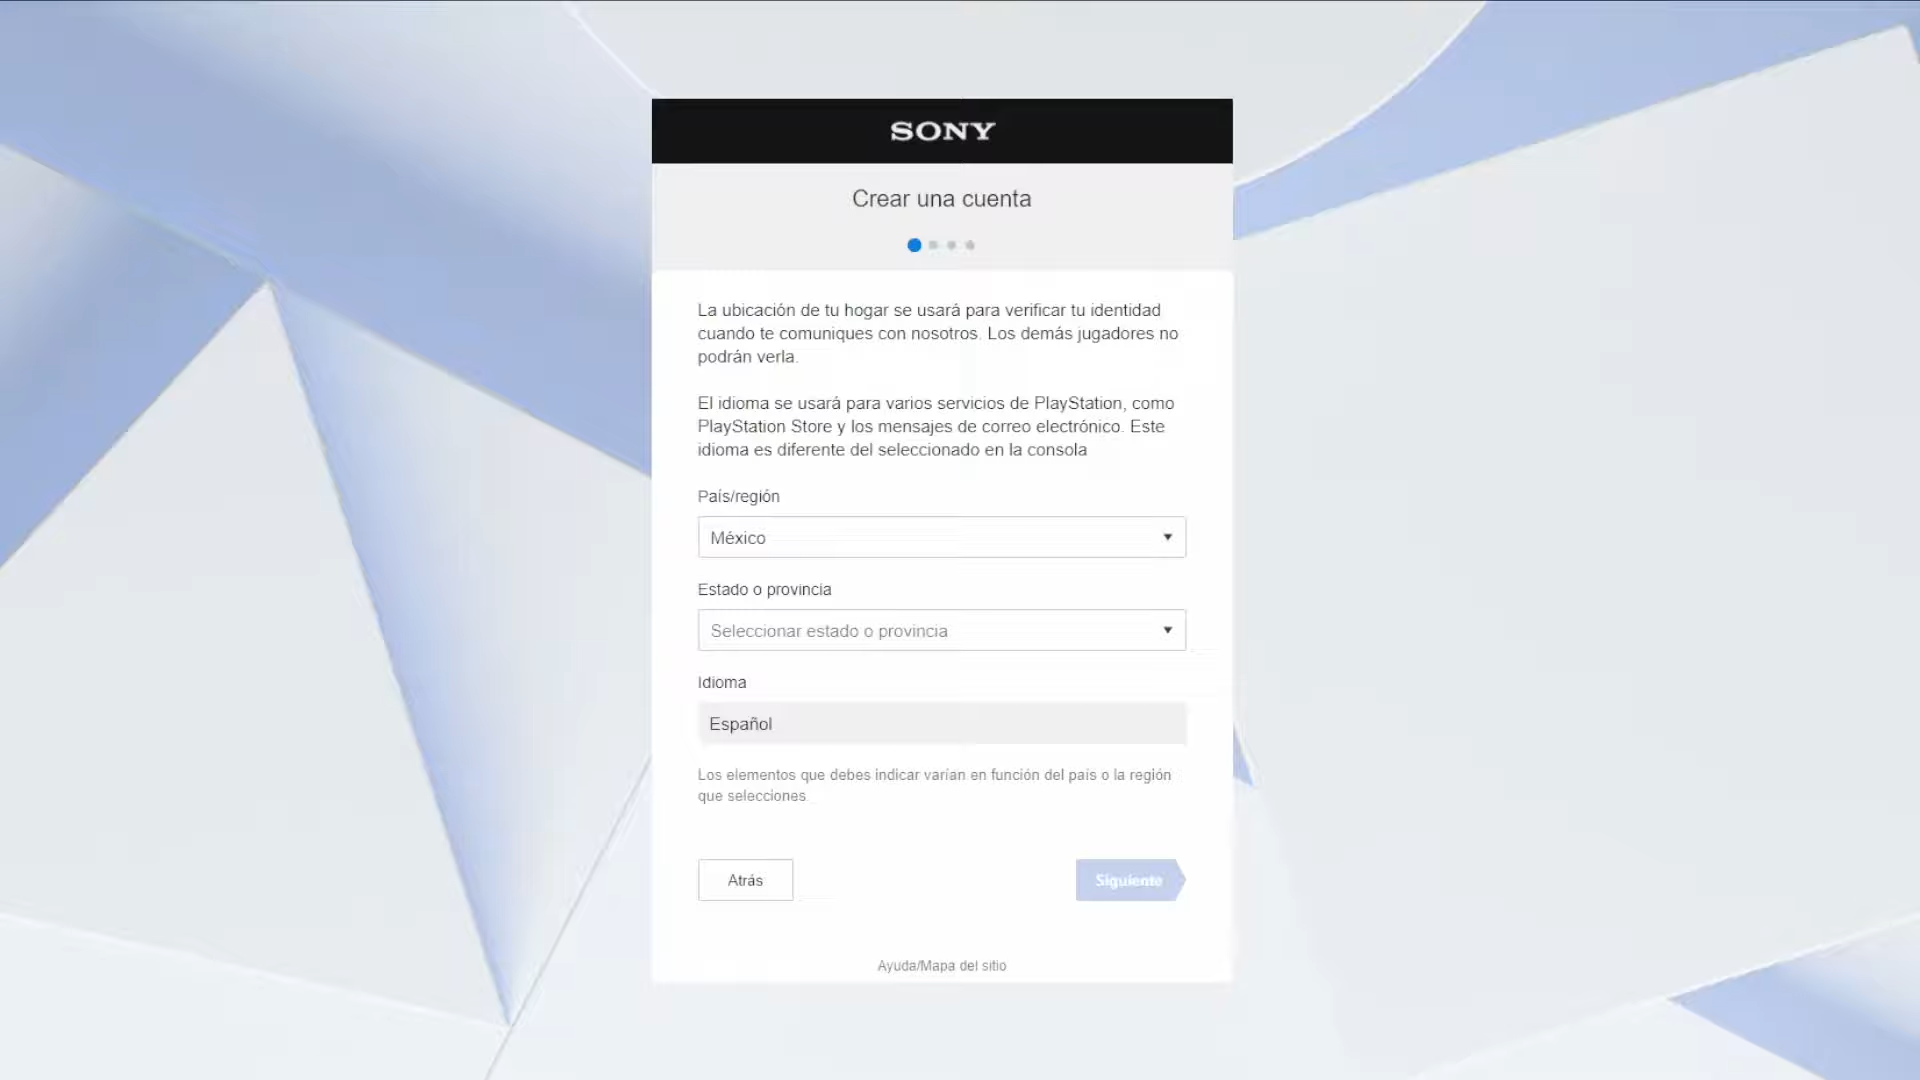 SONY
Crear una cuenta
La ubicación de tu hogar se usará para verificar tu identidad
cuando te comuniques con nosotros. Los demás jugadores no
podrán verla.
El idioma se usará para varios servicios de PlayStation, como
PlayStation Store y los mensajes de correo electrónico. Este
idioma es diferente del seleccionado en la consola
País/región
México
Estado o provincia
Seleccionar estado o provincia
Idioma
Español
Los elementos que debes indicar varían en función del país o la región
que selecciones.
Atrás
Siguiente
Ayuda/Mapa del sitio